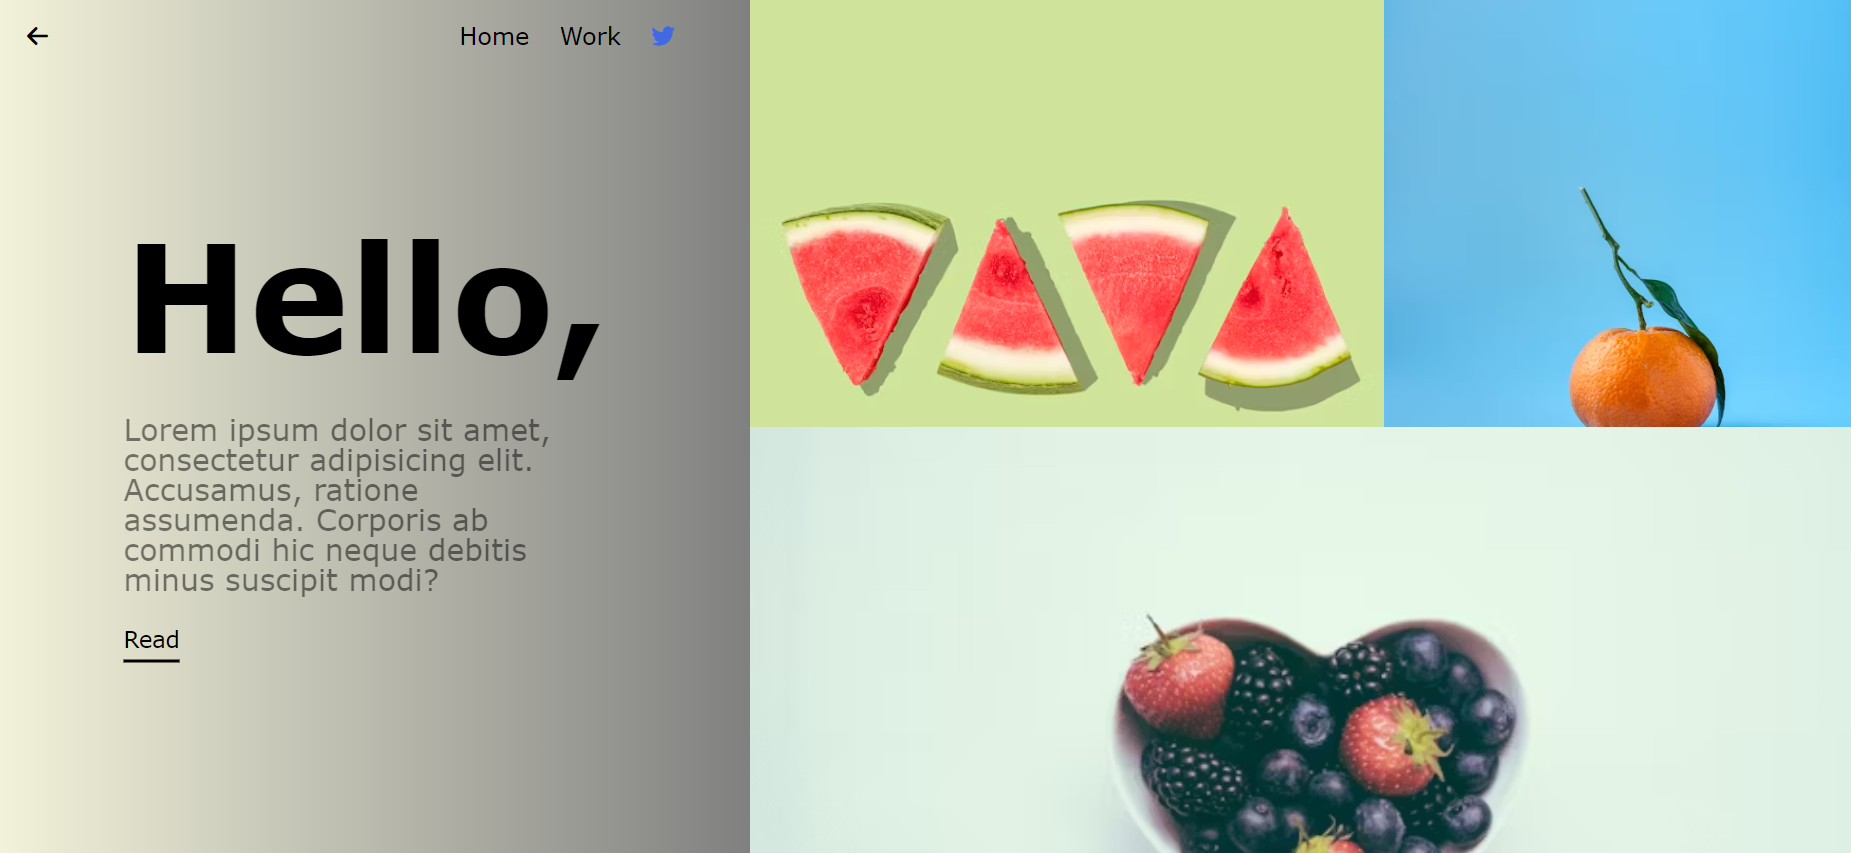 Home Work
Hello,
Lorem ipsum dolor sit amet,
consectetur adipisicing elit.
Accusamus, ratione
assumenda. Corporis ab
commodi hic neque debitis
minus suscipit modi?
Read